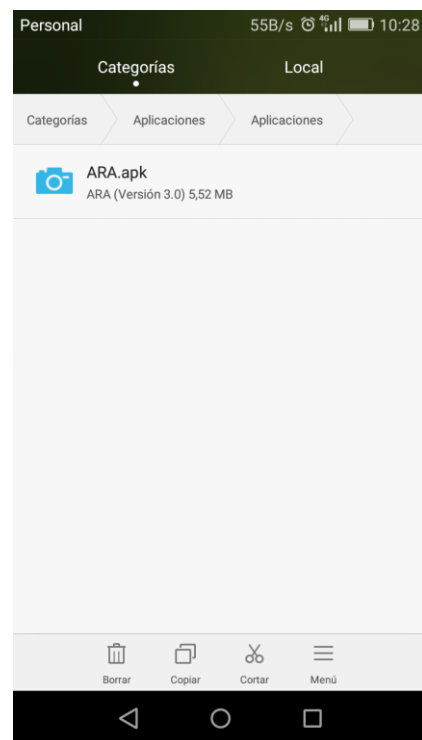 Personal 55B/s 4G 10:28
Categorías Local
Categorías Aplicaciones Aplicaciones
ARA.apk
ARA (Versión 3.0) 5,52 MB
Borrar Copiar Cortar Menú